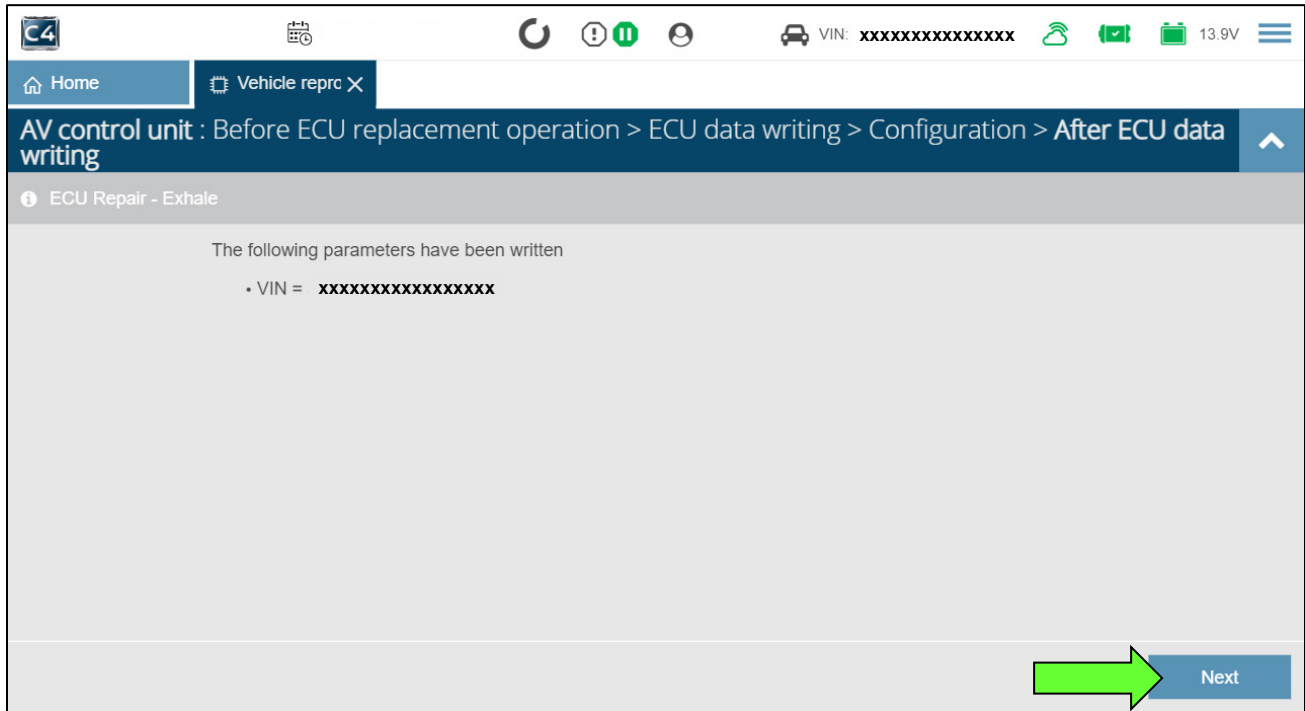 C4
VIN: xxxxxxxxxxxxxxx
13.9V
Home
Vehicle repro
AV control unit : Before ECU replacement operation > ECU data writing > Configuration > After ECU data
writing
ECU Repair - Exhale
The following parameters have been written
• VIN = xxxxxxxxxxxxxxxxx
Next